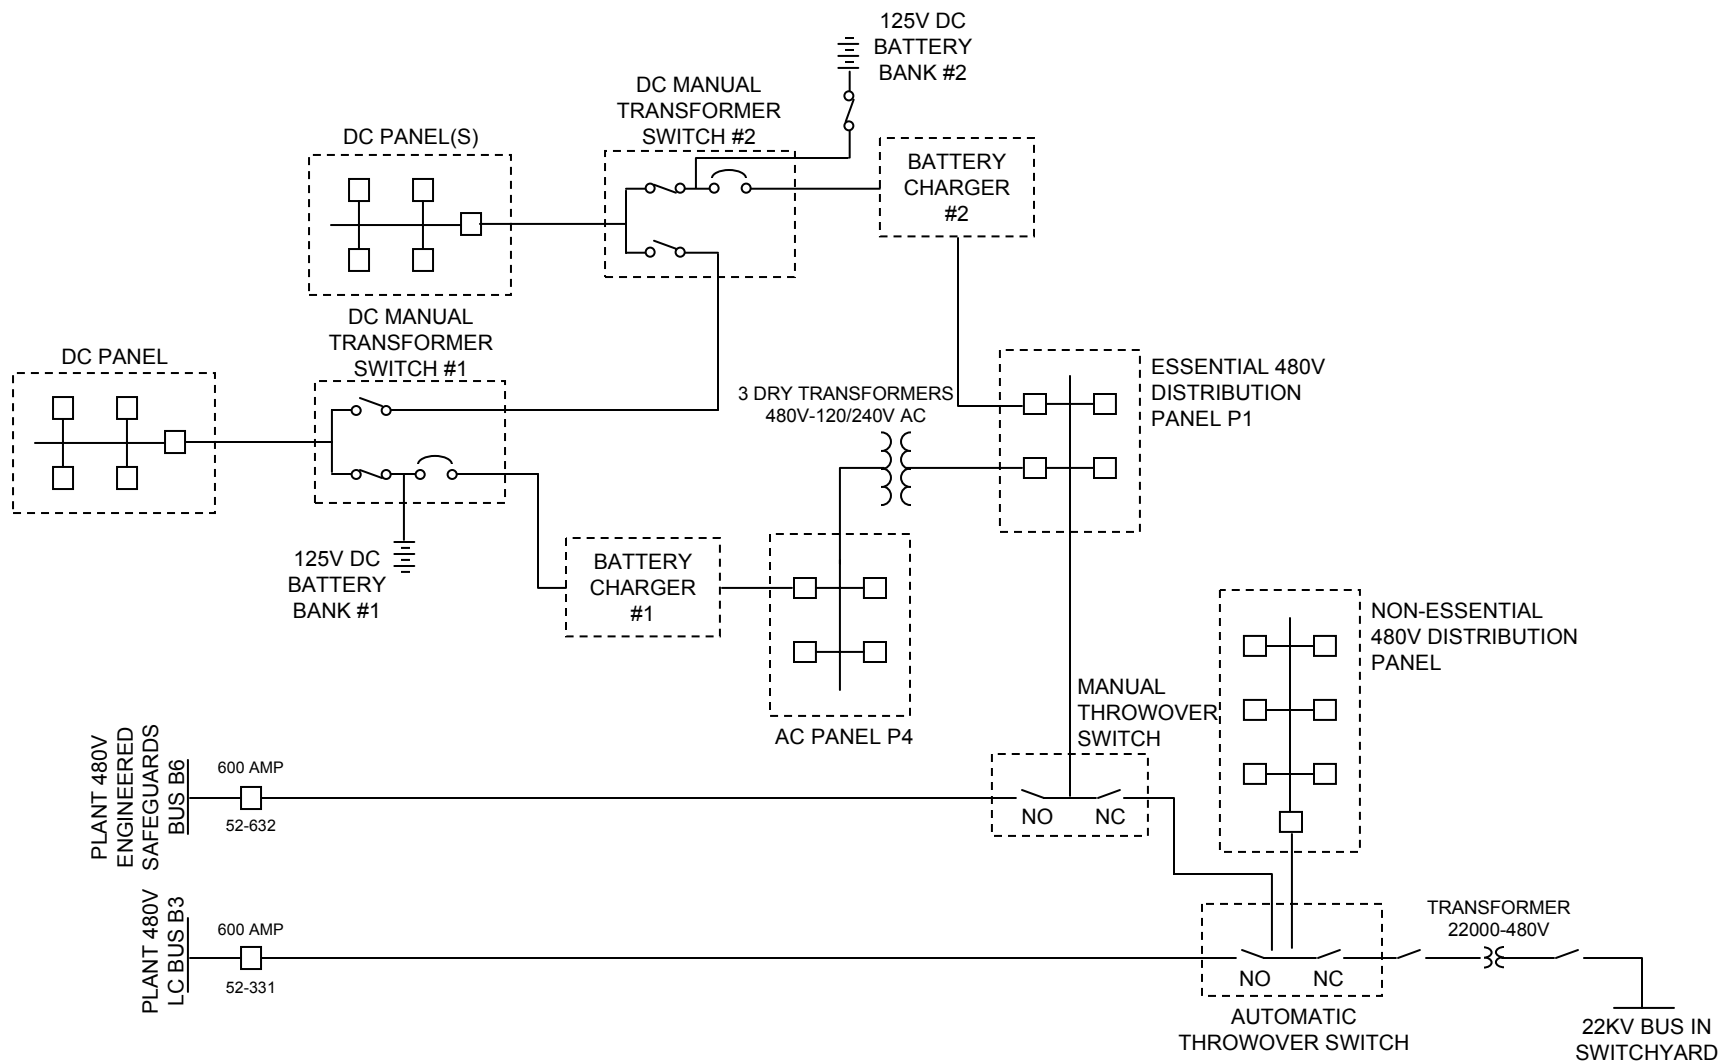 125V DC
BATTERY
BANK #2
DC MANUAL
TRANSFORMER
SWITCH #2
DC PANEL(S)
BATTERY
CHARGER
#2
DC MANUAL
TRANSFORMER
SWITCH #1
DC PANEL
ESSENTIAL 480V
DISTRIBUTION
PANEL P1
3 DRY TRANSFORMERS
480V-120/240V AC
125V DC
BATTERY
BANK #1
BATTERY
CHARGER
#1
NON-ESSENTIAL
480V DISTRIBUTION
PANEL
AC PANEL P4
MANUAL
THROWOVER
SWITCH
PLANT 480V
ENGINEERED
SAFEGUARDS
BUS B6
600 AMP
52-632
NO
NC
PLANT 480V
LC BUS B3
600 AMP
52-331
TRANSFORMER
22000-480V
NO
NC
AUTOMATIC
THROWOVER SWITCH
22KV BUS IN
SWITCHYARD